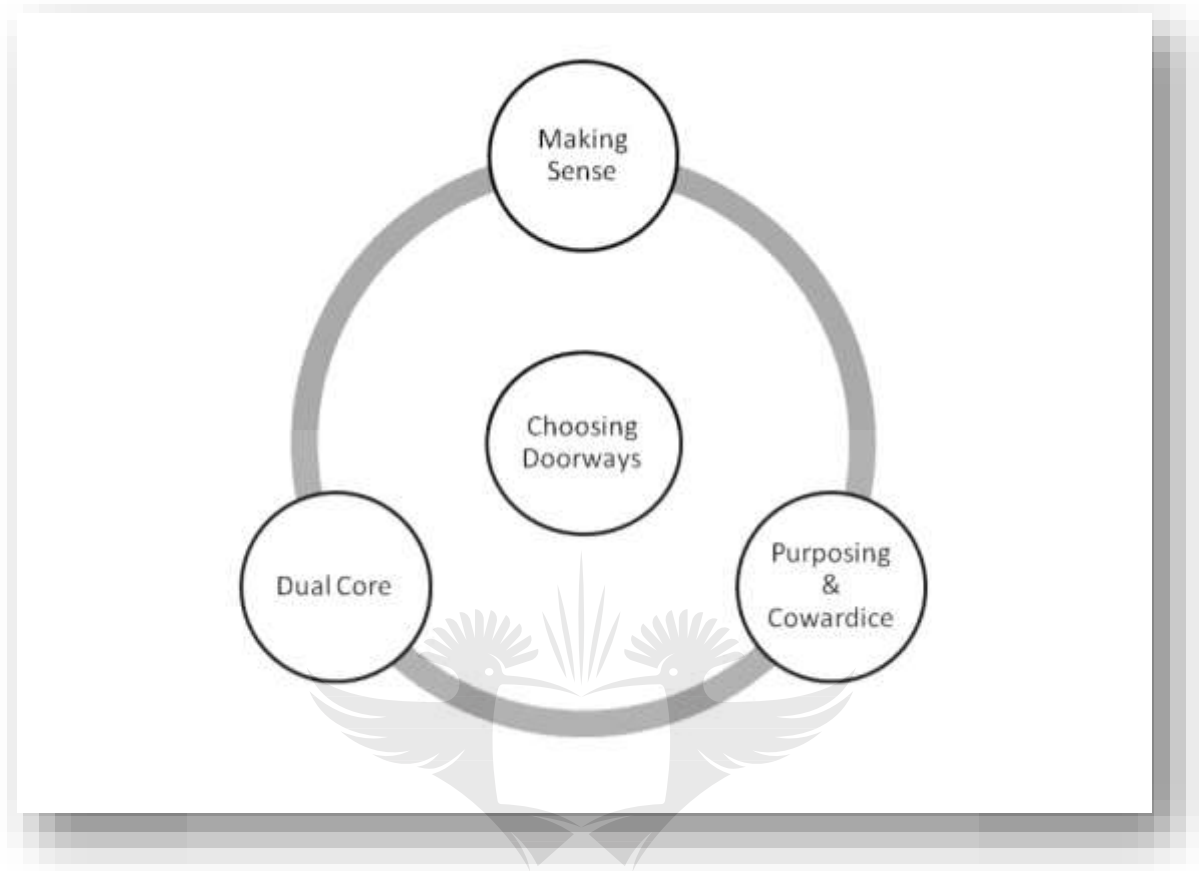 Making
Sense
Choosing
Doorways
Dual Core
Purposing
&
Cowardice